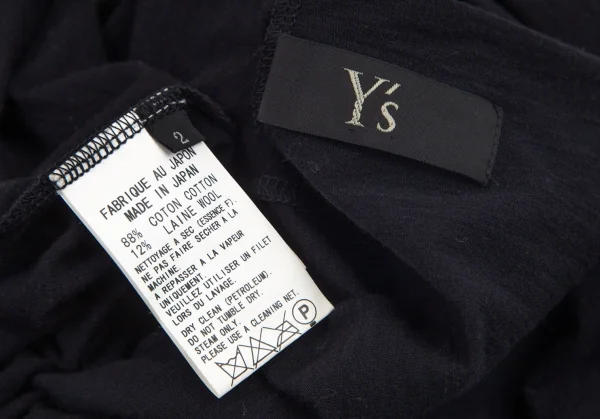 Y's
2
FABRIQUE AU JAPON
MADE IN JAPAN
88% COTON COTTON
12% LAINE WOOL
NETTOYAGE A SEC (ESSENCE F).
NE PAS FAIRE SECHER A LA
MACHINE.
A REPASSER A LA VAPEUR
UNIQUEMENT.
VEUILLEZ UTILISER UN FILET
LORS DU LAVAGE.
DRY CLEAN (PETROLEUM).
DO NOT TUMBLE DRY.
STEAM ONLY.
PLEASE USE A CLEANING NET.
P